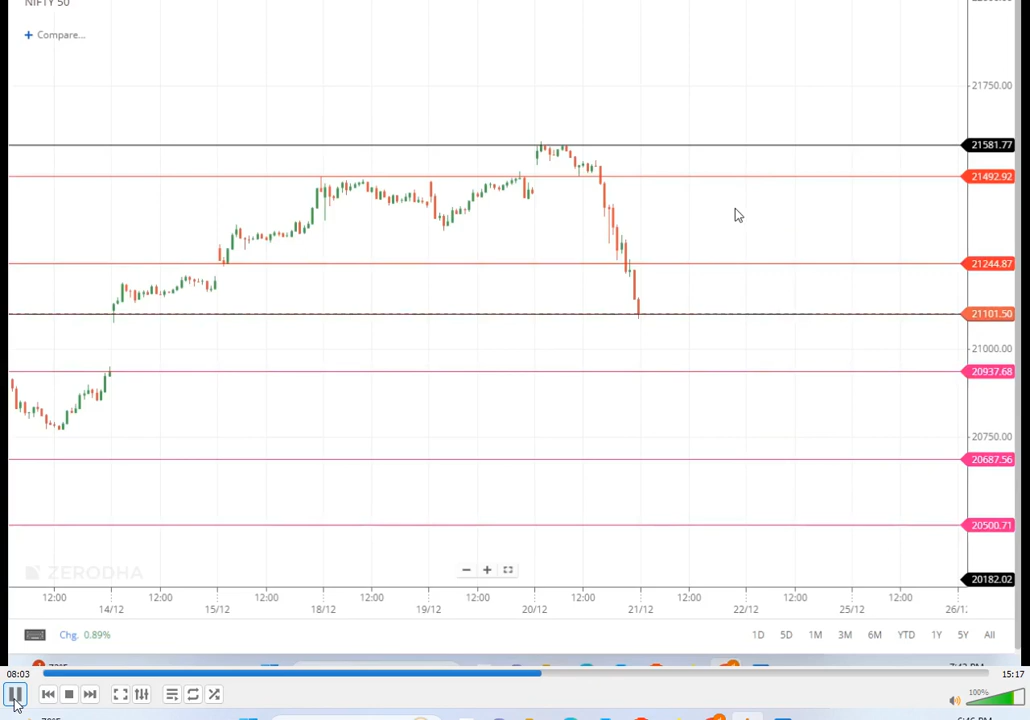 NIFTY 50
+ Compare...
21750.00
21581.77
21492.92
21244.87
21101.50
21000.00
20937.68
20750.00
20687.56
20500.71
20182.02
ZERODHA
12:00 12:00 12:00 12:00 12:00 12:00 12:00 12:00 12:00
14/12 15/12 18/12 19/12 20/12 21/12 22/12 25/12 26/1
Chg. 0.89%
1D 5D 1M 3M 6M YTD 1Y 5Y All
08:03 15:17
100%